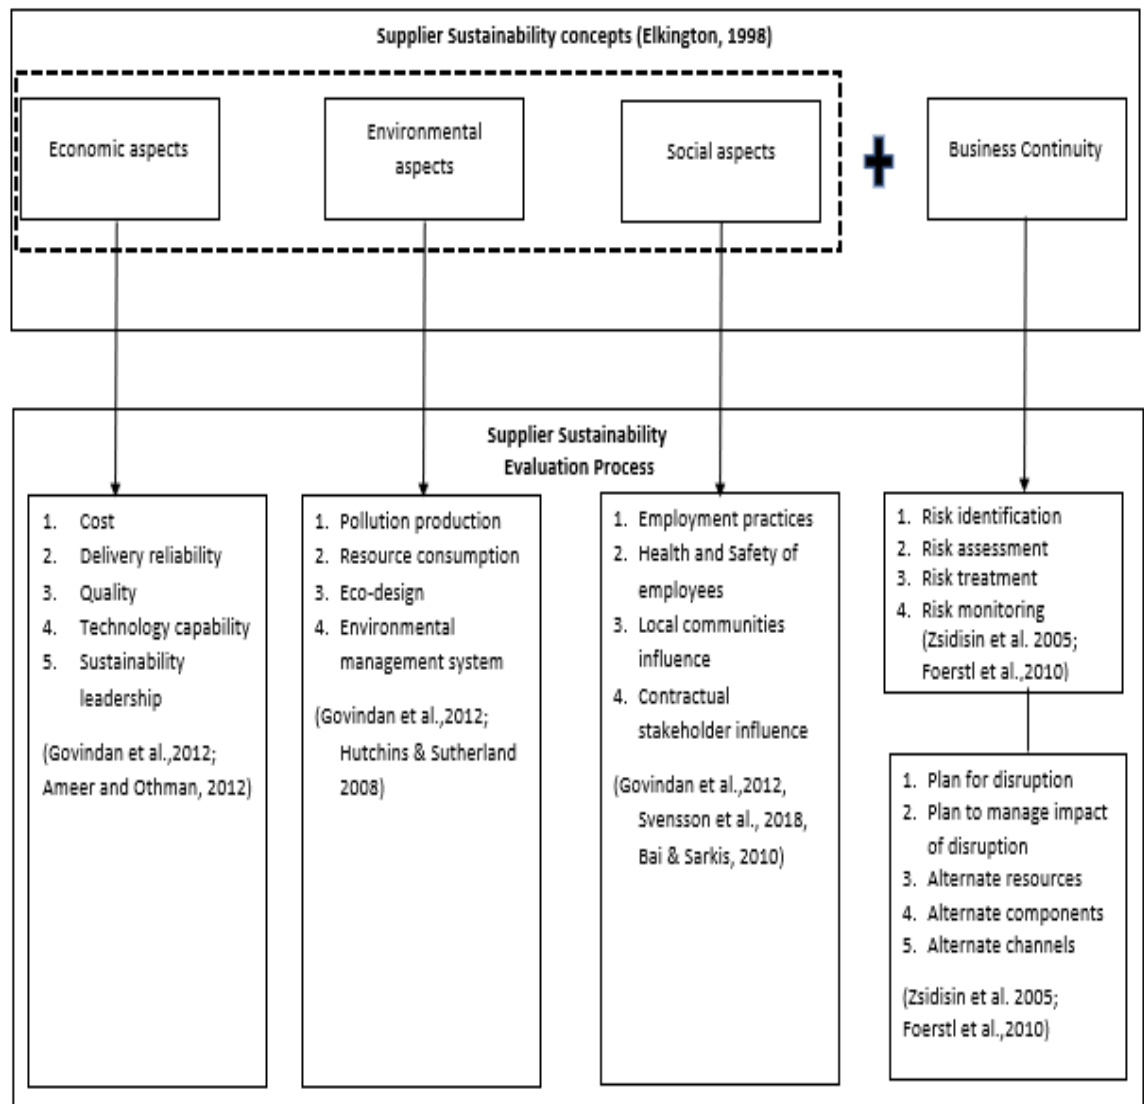 Supplier Sustainability concepts (Elkington, 1998)
Economic aspects
Environmental
aspects
Social aspects
Business Continuity
Supplier Sustainability
Evaluation Process
1. Cost
2. Delivery reliability
3. Quality
4. Technology capability
5. Sustainability
leadership
(Govindan et al.,2012;
Ameer and Othman, 2012)
1. Pollution production
2. Resource consumption
3. Eco-design
4. Environmental
management system
(Govindan et al.,2012;
Hutchins & Sutherland
2008)
1. Employment practices
2. Health and Safety of
employees
3. Local communities
influence
4. Contractual
stakeholder influence
(Govindan et al.,2012,
Svensson et al., 2018,
Bai & Sarkis, 2010)
1. Risk identification
2. Risk assessment
3. Risk treatment
4. Risk monitoring
(Zsidisin et al. 2005;
Foerstl et al.,2010)
1. Plan for disruption
2. Plan to manage impact
of disruption
3. Alternate resources
4. Alternate components
5. Alternate channels
(Zsidisin et al. 2005;
Foerstl et al.,2010)